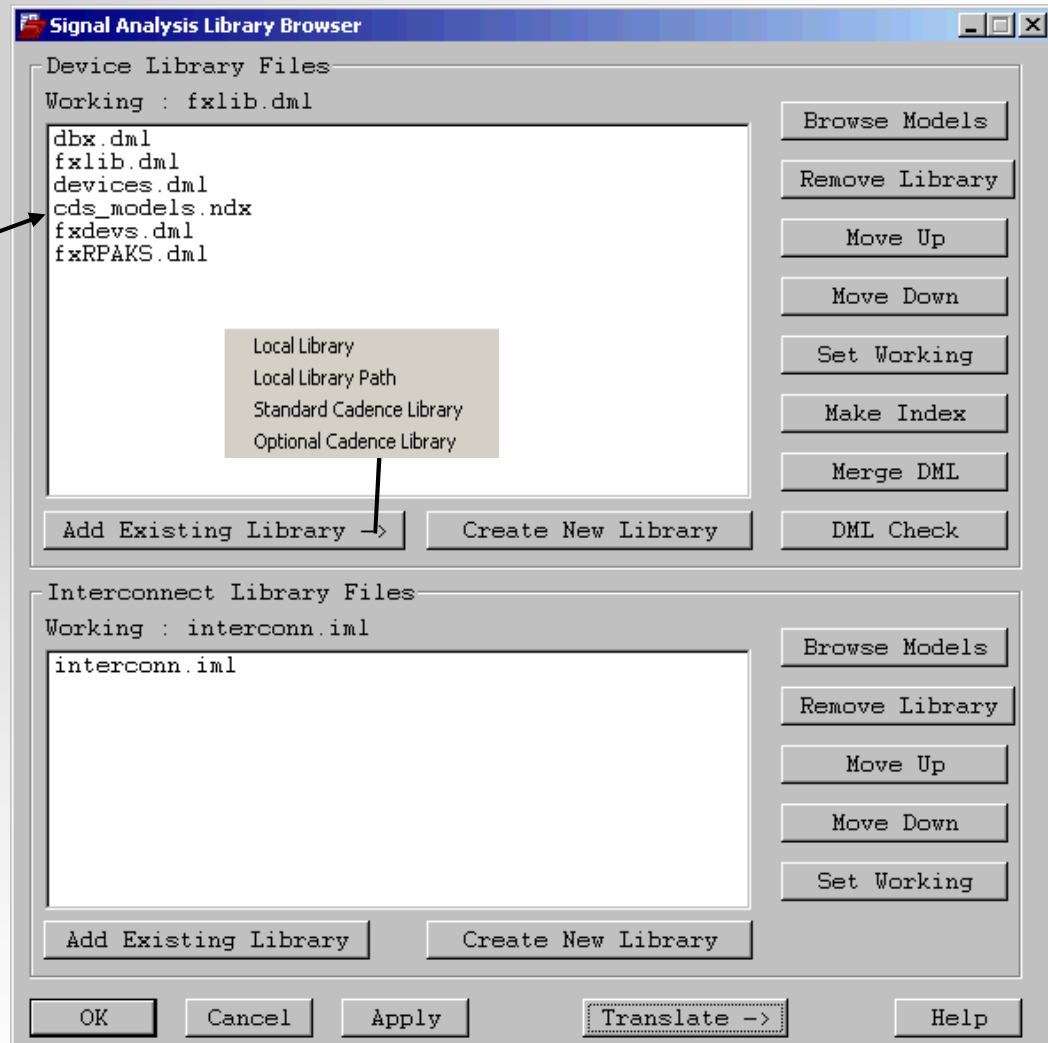 Signal Analysis Library Browser
Device Library Files
Working : fxlib.dml
dbx.dml
fxlib.dml
devices.dml
cds_models.ndx
fxdevs.dml
fxRPAKS.dml
Local Library
Local Library Path
Standard Cadence Library
Optional Cadence Library
Add Existing Library ->
Create New Library
Browse Models
Remove Library
Move Up
Move Down
Set Working
Make Index
Merge DML
DML Check
Interconnect Library Files
Working : interconn.iml
interconn.iml
Add Existing Library
Create New Library
Browse Models
Remove Library
Move Up
Move Down
Set Working
OK
Cancel
Apply
Translate ->
Help